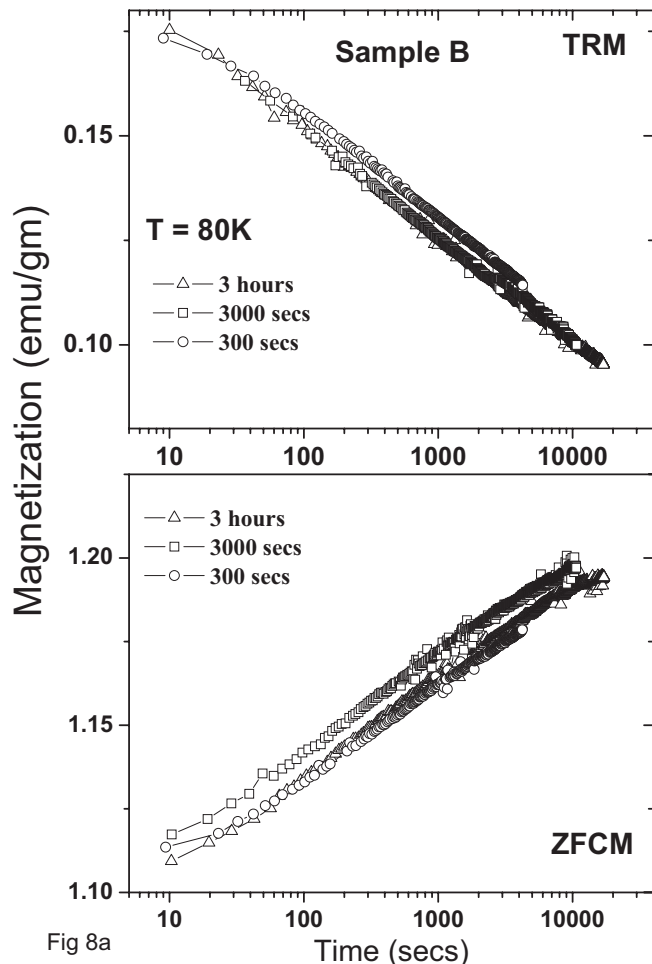 Sample B
TRM
0.15
T = 80K
3 hours
3000 secs
300 secs
0.10
10 100 1000 10000
Magnetization (emu/gm)
3 hours
3000 secs
300 secs
1.20
1.15
1.10
ZFCM
10 100 1000 10000
Fig 8a
Time (secs)